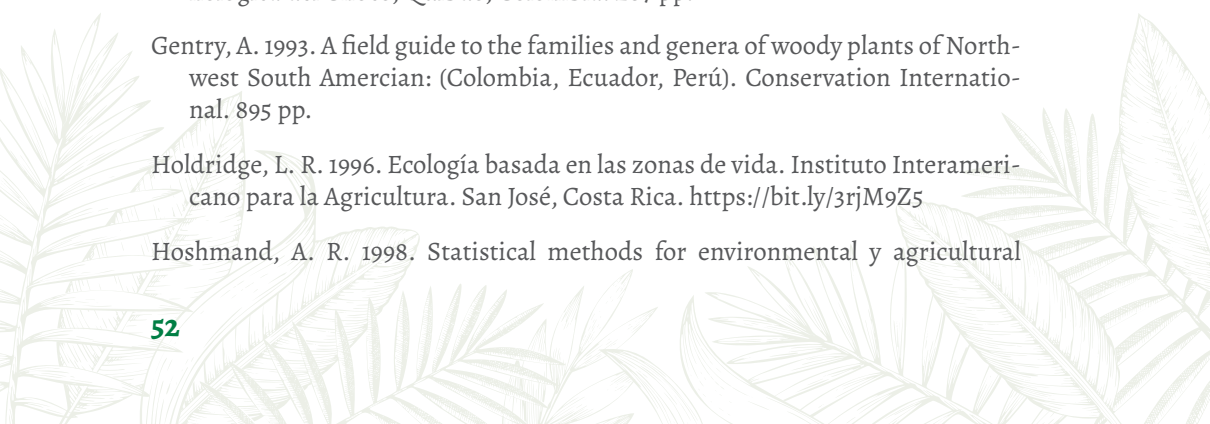 Gentry, A. 1993. A field guide to the families and genera of woody plants of North-
west South Amercian: (Colombia, Ecuador, Perú). Conservation Internatio-
nal. 895 pp.
Holdridge, L. R. 1996. Ecología basada en las zonas de vida. Instituto Interameri-
cano para la Agricultura. San José, Costa Rica. https://bit.ly/3rjM9Z5
Hoshmand, A. R. 1998. Statistical methods for environmental y agricultural
52